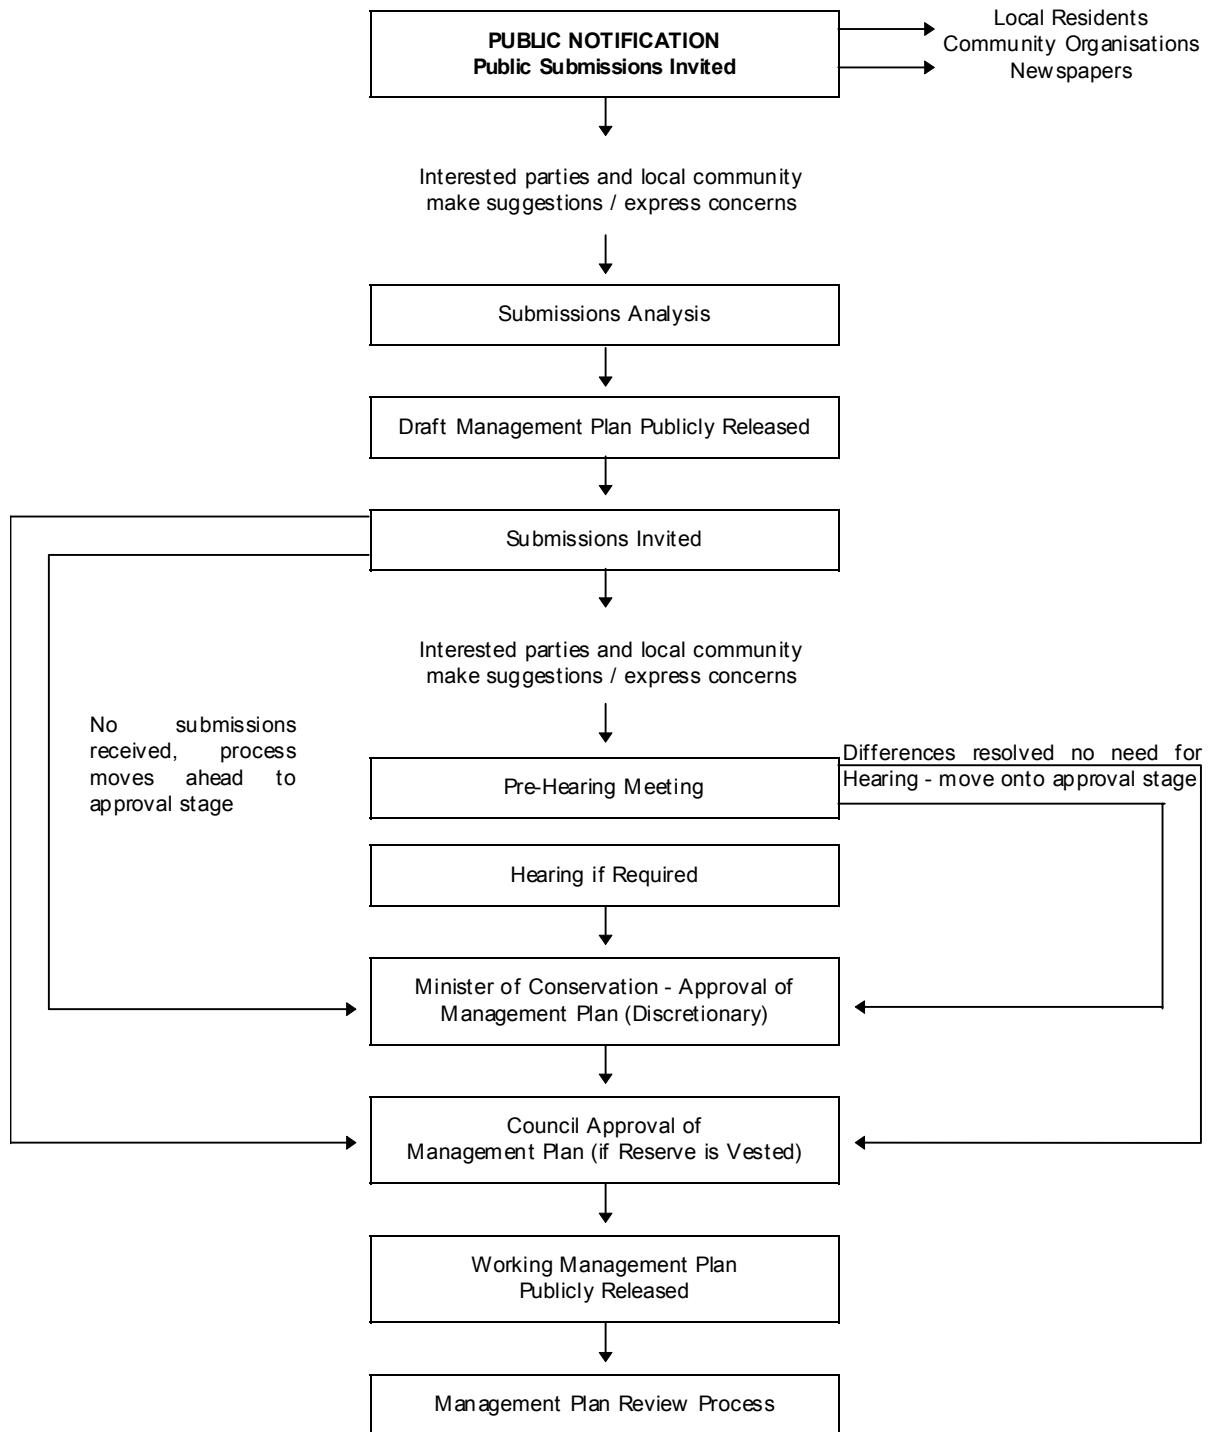 PUBLIC NOTIFICATION
Public Submissions Invited
Local Residents
Community Organisations
Newspapers
Interested parties and local community
make suggestions / express concerns
Submissions Analysis
Draft Management Plan Publicly Released
Submissions Invited
Interested parties and local community
make suggestions / express concerns
No submissions
received, process
moves ahead to
approval stage
Pre-Hearing Meeting
Differences resolved no need for
Hearing - move onto approval stage
Hearing if Required
Minister of Conservation - Approval of
Management Plan (Discretionary)
Council Approval of
Management Plan (if Reserve is Vested)
Working Management Plan
Publicly Released
Management Plan Review Process